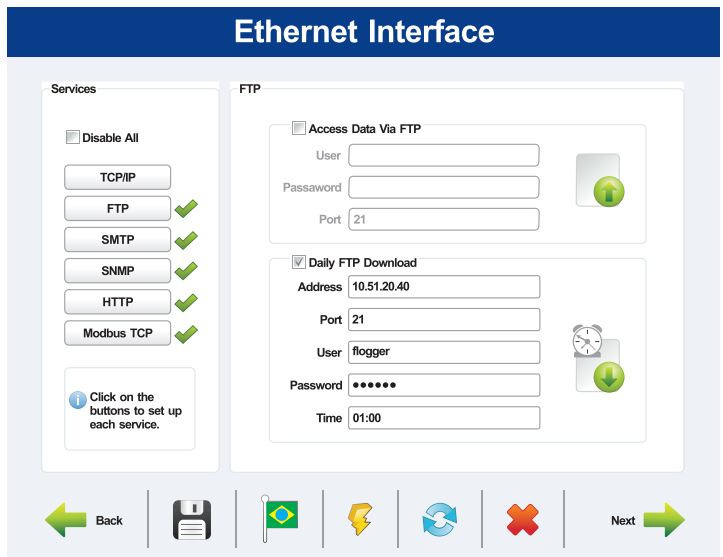 Ethernet Interface
Services
Disable All
TCP/IP
FTP
SMTP
SNMP
HTTP
Modbus TCP
i
Click on the
buttons to set up
each service.
FTP
Access Data Via FTP
User
Passaword
Port 21
Daily FTP Download
Address 10.51.20.40
Port 21
User flogger
Password ●●●●●●
Time 01:00
Back
Next